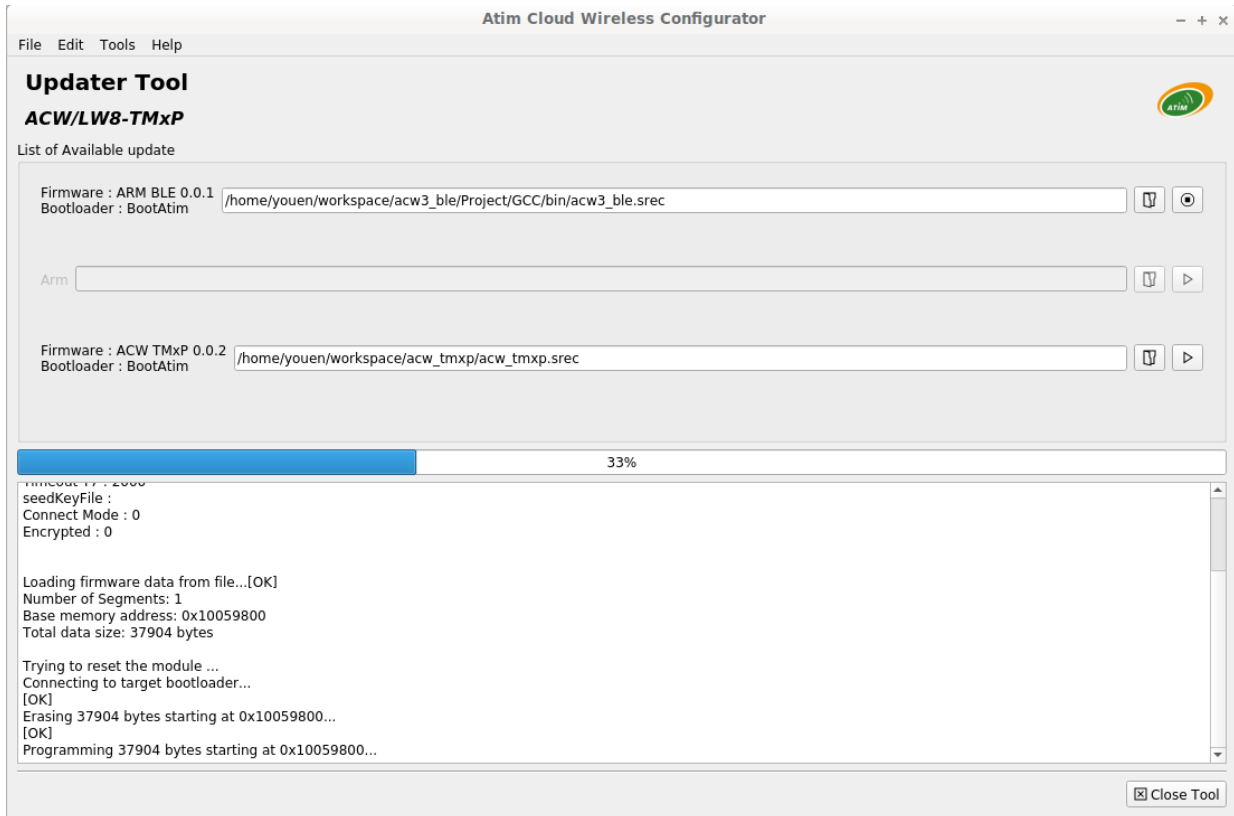 Atim Cloud Wireless Configurator
File Edit Tools Help
Updater Tool
ACW/LW8-TMxP
ATIM
List of Available update
Firmware : ARM BLE 0.0.1
Bootloader : BootAtim
/home/youen/workspace/acw3_ble/Project/GCC/bin/acw3_ble.srec
Arm
Firmware : ACW TMxP 0.0.2
Bootloader : BootAtim
/home/youen/workspace/acw_tmxp/acw_tmxp.srec
33%
Timeout T7 : 2000
seedKeyFile :
Connect Mode : 0
Encrypted : 0
Loading firmware data from file...[OK]
Number of Segments: 1
Base memory address: 0x10059800
Total data size: 37904 bytes
Trying to reset the module ...
Connecting to target bootloader...
[OK]
Erasing 37904 bytes starting at 0x10059800...
[OK]
Programming 37904 bytes starting at 0x10059800...
Close Tool